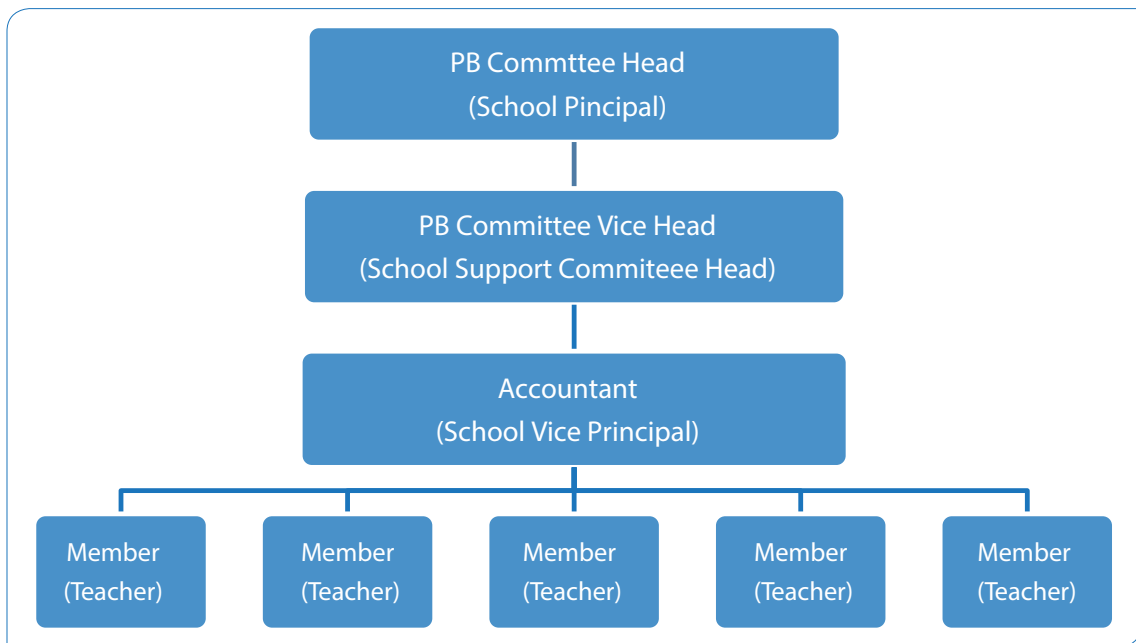 PB Commttee Head
(School Pincipal)
PB Committee Vice Head
(School Support Commiteee Head)
Accountant
(School Vice Principal)
Member
(Teacher)
Member
(Teacher)
Member
(Teacher)
Member
(Teacher)
Member
(Teacher)